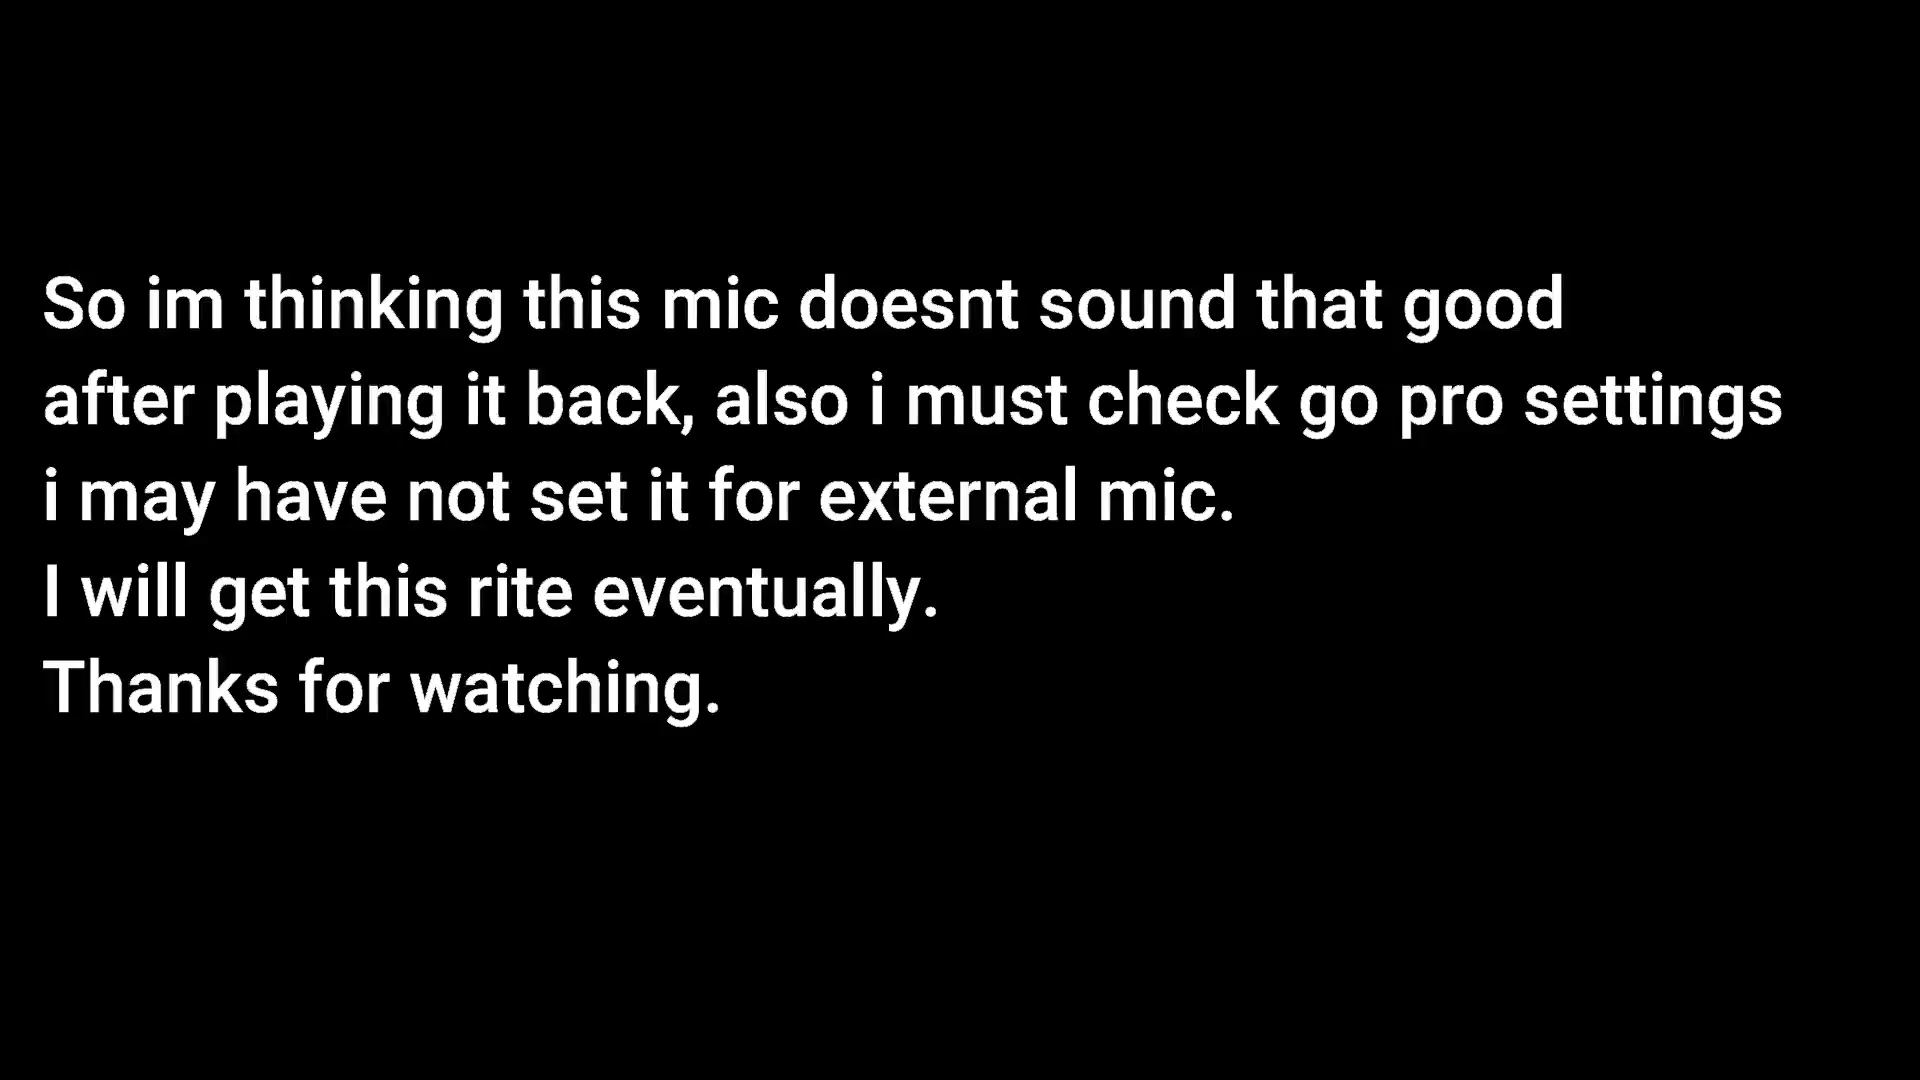 So im thinking this mic doesnt sound that good
after playing it back, also i must check go pro settings
i may have not set it for external mic.
I will get this rite eventually.
Thanks for watching.